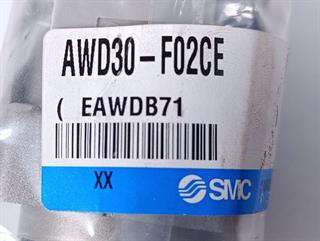 AWD30-F02CE
( EAWDB71
XX
SMC